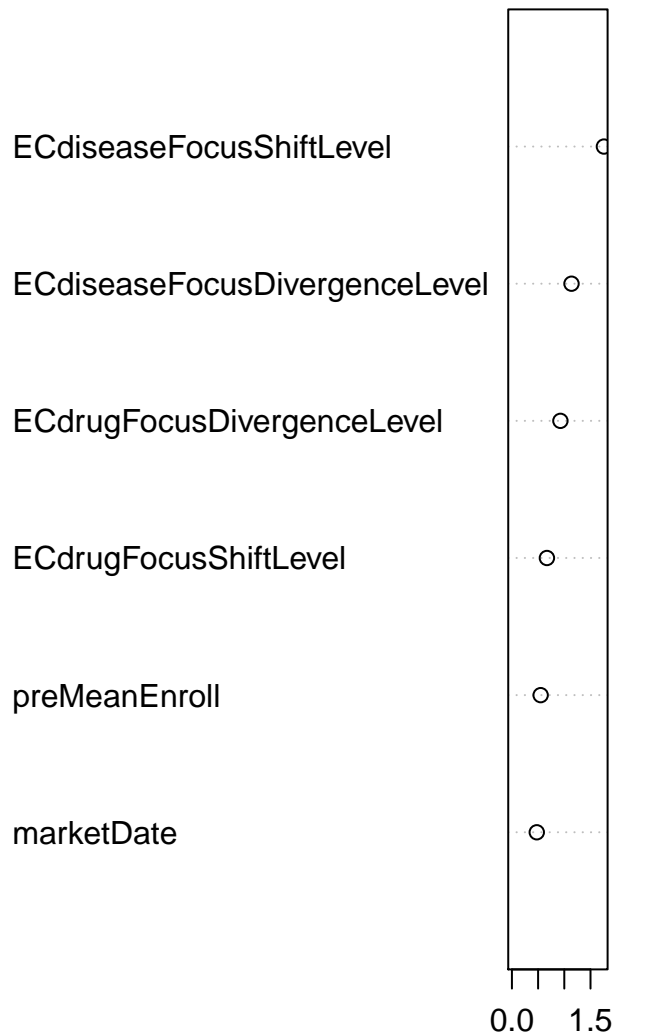 ECdiseaseFocusShiftLevel
ECdiseaseFocusDivergenceLevel
ECdrugFocusDivergenceLevel
ECdrugFocusShiftLevel
preMeanEnroll
marketDate
0.0 1.5